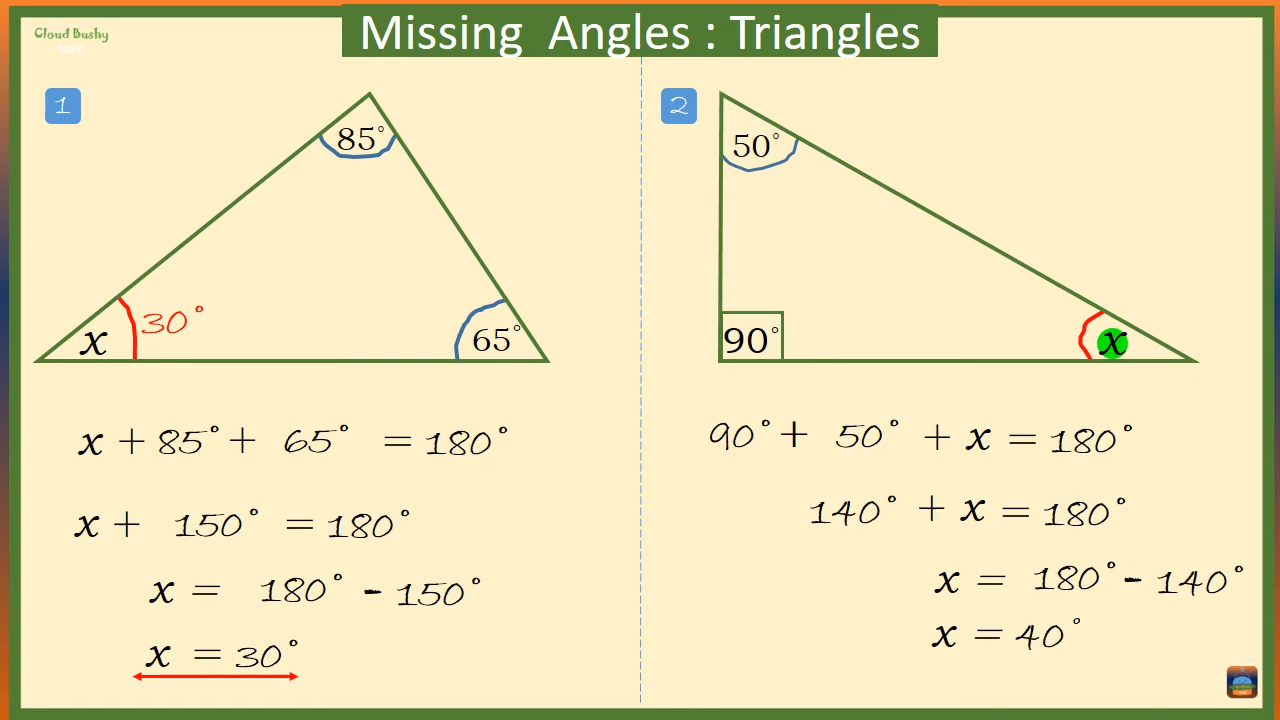 Cloud Bushy
Math
Missing Angles : Triangles
1
85°
x
30°
65°
x + 85° + 65° = 180°
x + 150° = 180°
x = 180° - 150°
x = 30°
2
50°
90°
x
90° + 50° + x = 180°
140° + x = 180°
x = 180° - 140°
x = 40°